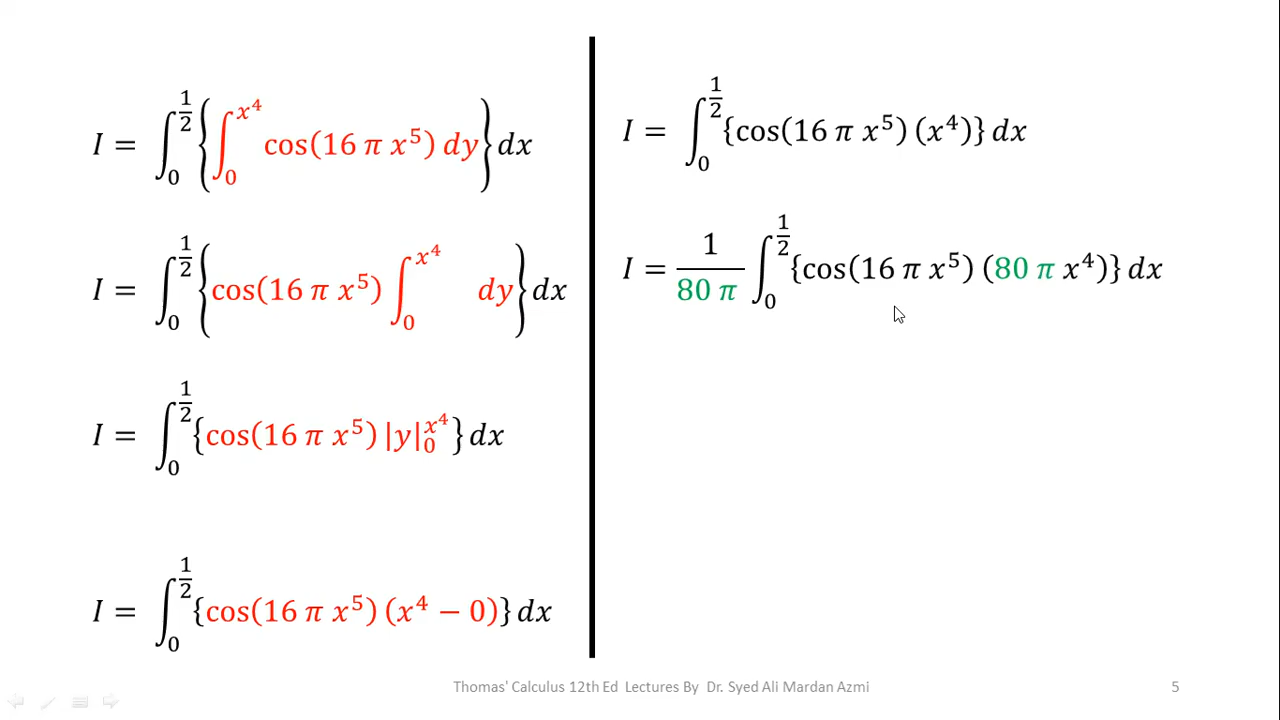 I = ∫₀^{1/2} {∫₀^{x⁴} cos(16 π x⁵) dy} dx
I = ∫₀^{1/2} {cos(16 π x⁵) ∫₀^{x⁴} dy} dx
I = ∫₀^{1/2} {cos(16 π x⁵) |y|₀^{x⁴}} dx
I = ∫₀^{1/2} {cos(16 π x⁵) (x⁴ − 0)} dx
I = ∫₀^{1/2} {cos(16 π x⁵) (x⁴)} dx
I = 1/(80 π) ∫₀^{1/2} {cos(16 π x⁵) (80 π x⁴)} dx
Thomas' Calculus 12th Ed Lectures By Dr. Syed Ali Mardan Azmi
5